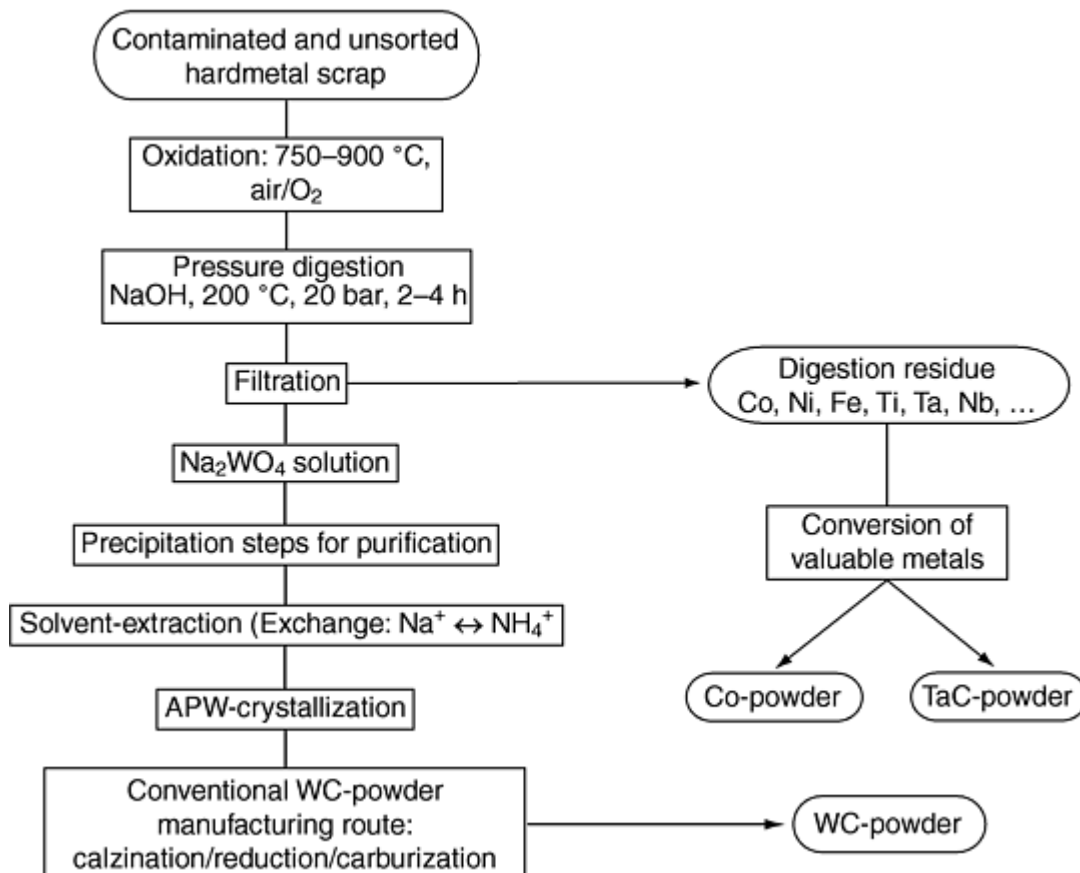 Contaminated and unsorted
hardmetal scrap
Oxidation: 750–900 °C,
air/O₂
Pressure digestion
NaOH, 200 °C, 20 bar, 2–4 h
Filtration
Digestion residue
Co, Ni, Fe, Ti, Ta, Nb, ...
Na₂WO₄ solution
Precipitation steps for purification
Conversion of
valuable metals
Solvent-extraction (Exchange: Na⁺ ↔ NH₄⁺
APW-crystallization
Co-powder
TaC-powder
Conventional WC-powder
manufacturing route:
calzination/reduction/carburization
WC-powder